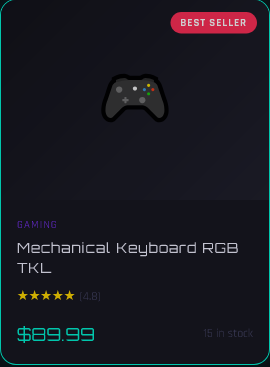 BEST SELLER
GAMING
Mechanical Keyboard RGB
TKL
★★★★★ (4.8)
$89.99
15 in stock